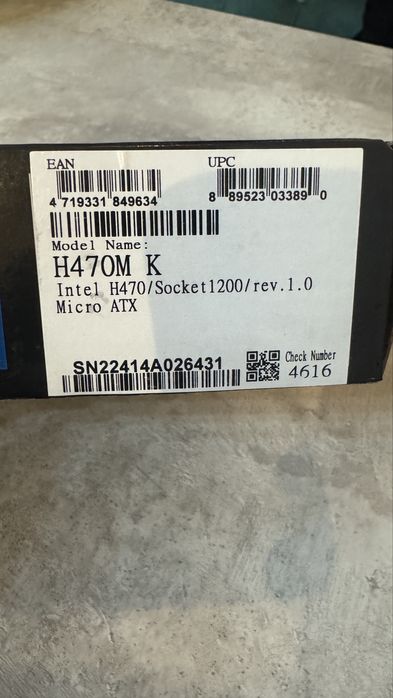 EAN UPC
4 719331 849634 8 89523 03389 0
Model Name:
H470M K
Intel H470/Socket1200/rev.1.0
Micro ATX
SN22414A026431 Check Number
4616